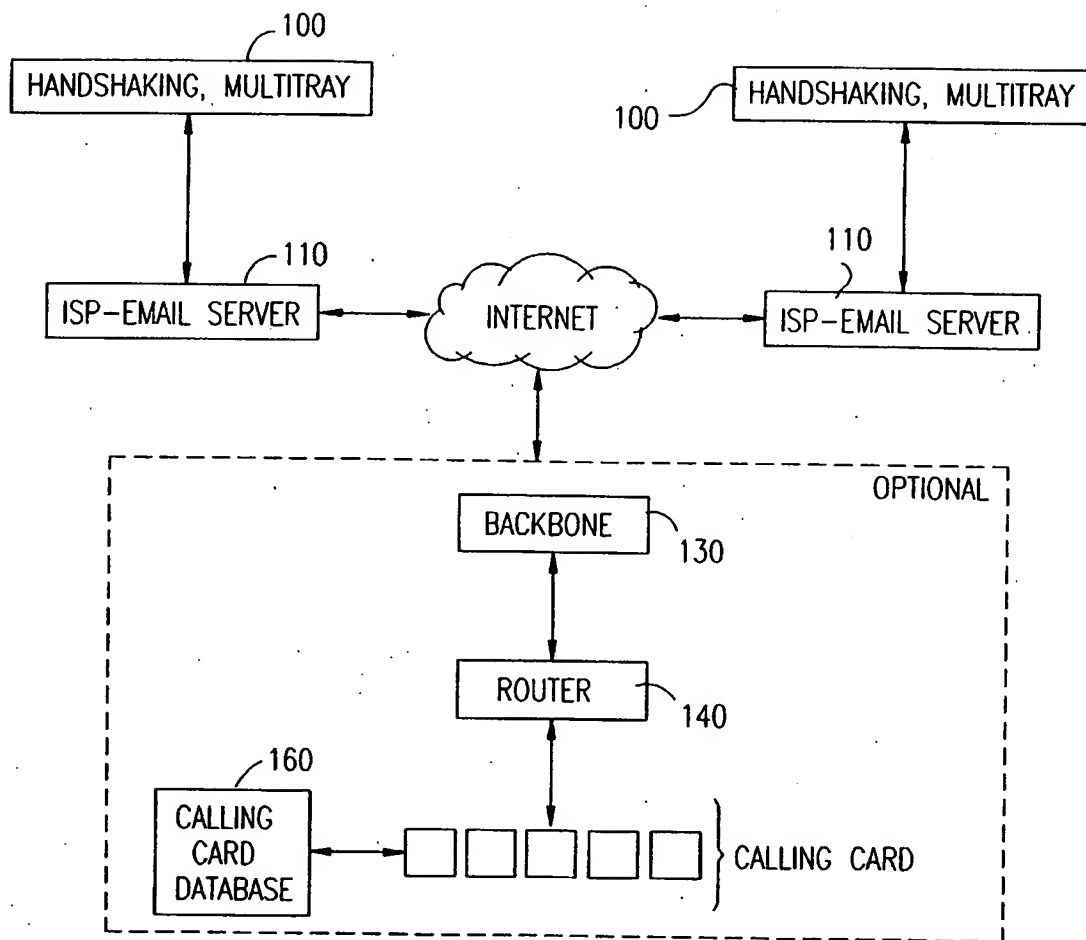 100
HANDSHAKING, MULTITRAY
100
HANDSHAKING, MULTITRAY
110
ISP-EMAIL SERVER
INTERNET
110
ISP-EMAIL SERVER
OPTIONAL
BACKBONE
130
ROUTER
140
160
CALLING
CARD
DATABASE
CALLING CARD